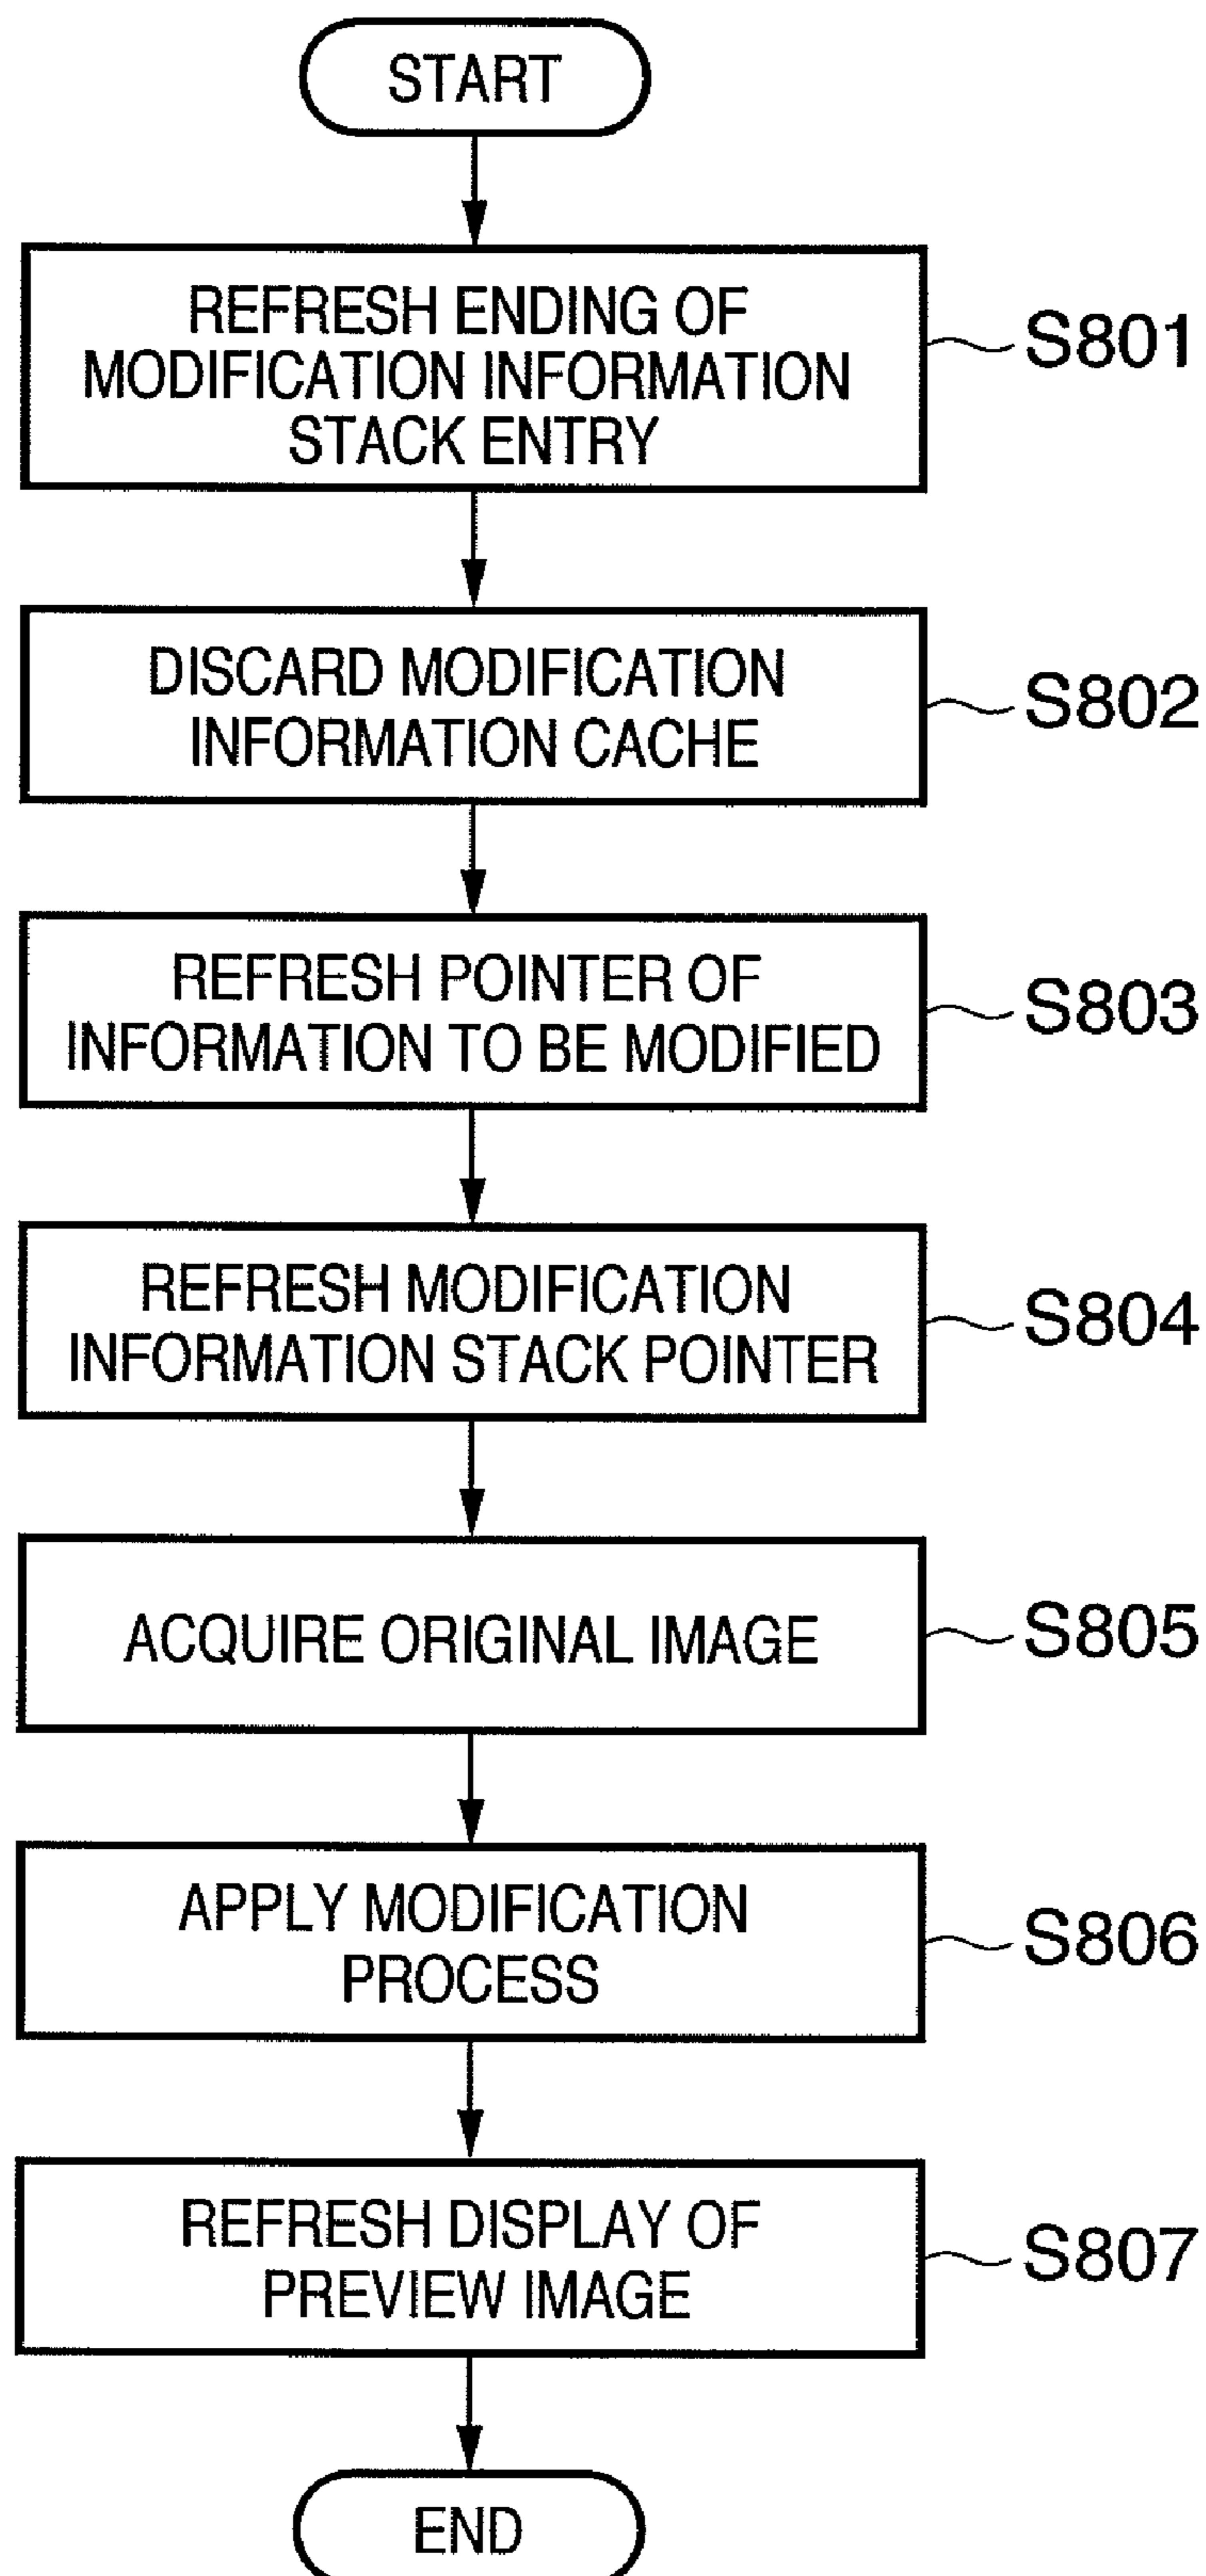 START
REFRESH ENDING OF
MODIFICATION INFORMATION
STACK ENTRY
S801
DISCARD MODIFICATION
INFORMATION CACHE
S802
REFRESH POINTER OF
INFORMATION TO BE MODIFIED
S803
REFRESH MODIFICATION
INFORMATION STACK POINTER
S804
ACQUIRE ORIGINAL IMAGE
S805
APPLY MODIFICATION
PROCESS
S806
REFRESH DISPLAY OF
PREVIEW IMAGE
S807
END